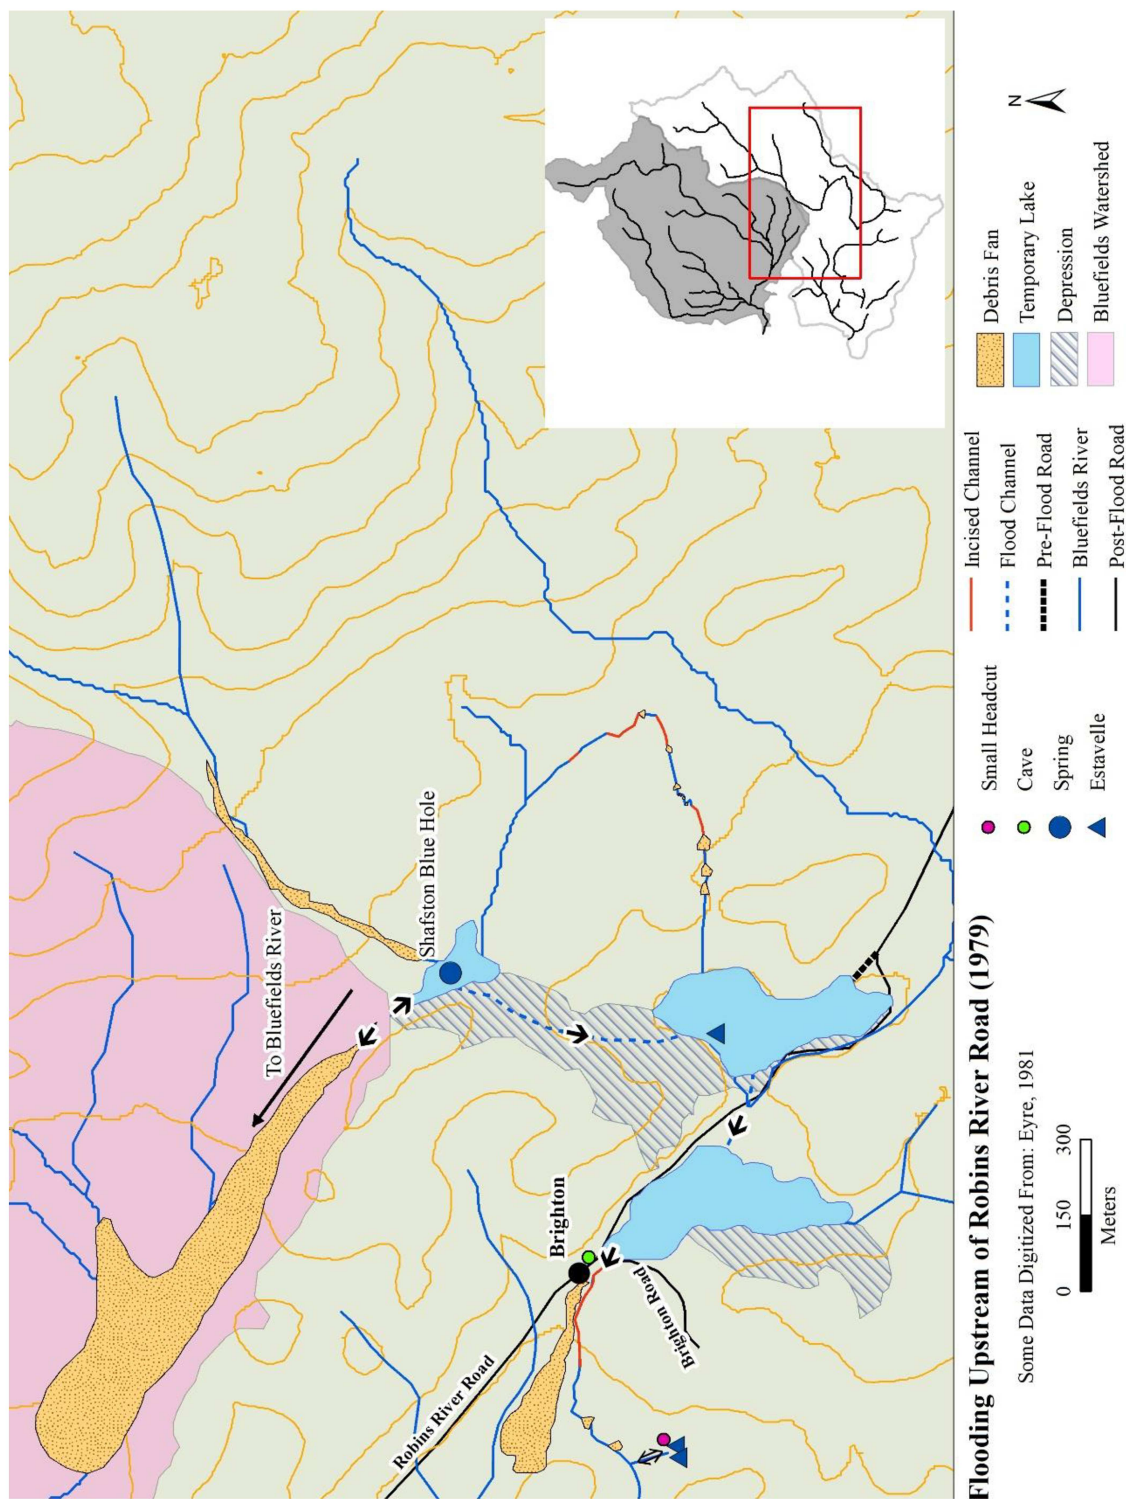 To Bluefields River
Shafston Blue Hole
Brighton
Robins River Road
Brighton Road
Flooding Upstream of Robins River Road (1979)
Some Data Digitized From: Eyre, 1981
0 150 300
Meters
Small Headcut
Cave
Spring
Estavelle
Incised Channel
Flood Channel
Pre-Flood Road
Bluefields River
Post-Flood Road
Debris Fan
Temporary Lake
Depression
Bluefields Watershed
N